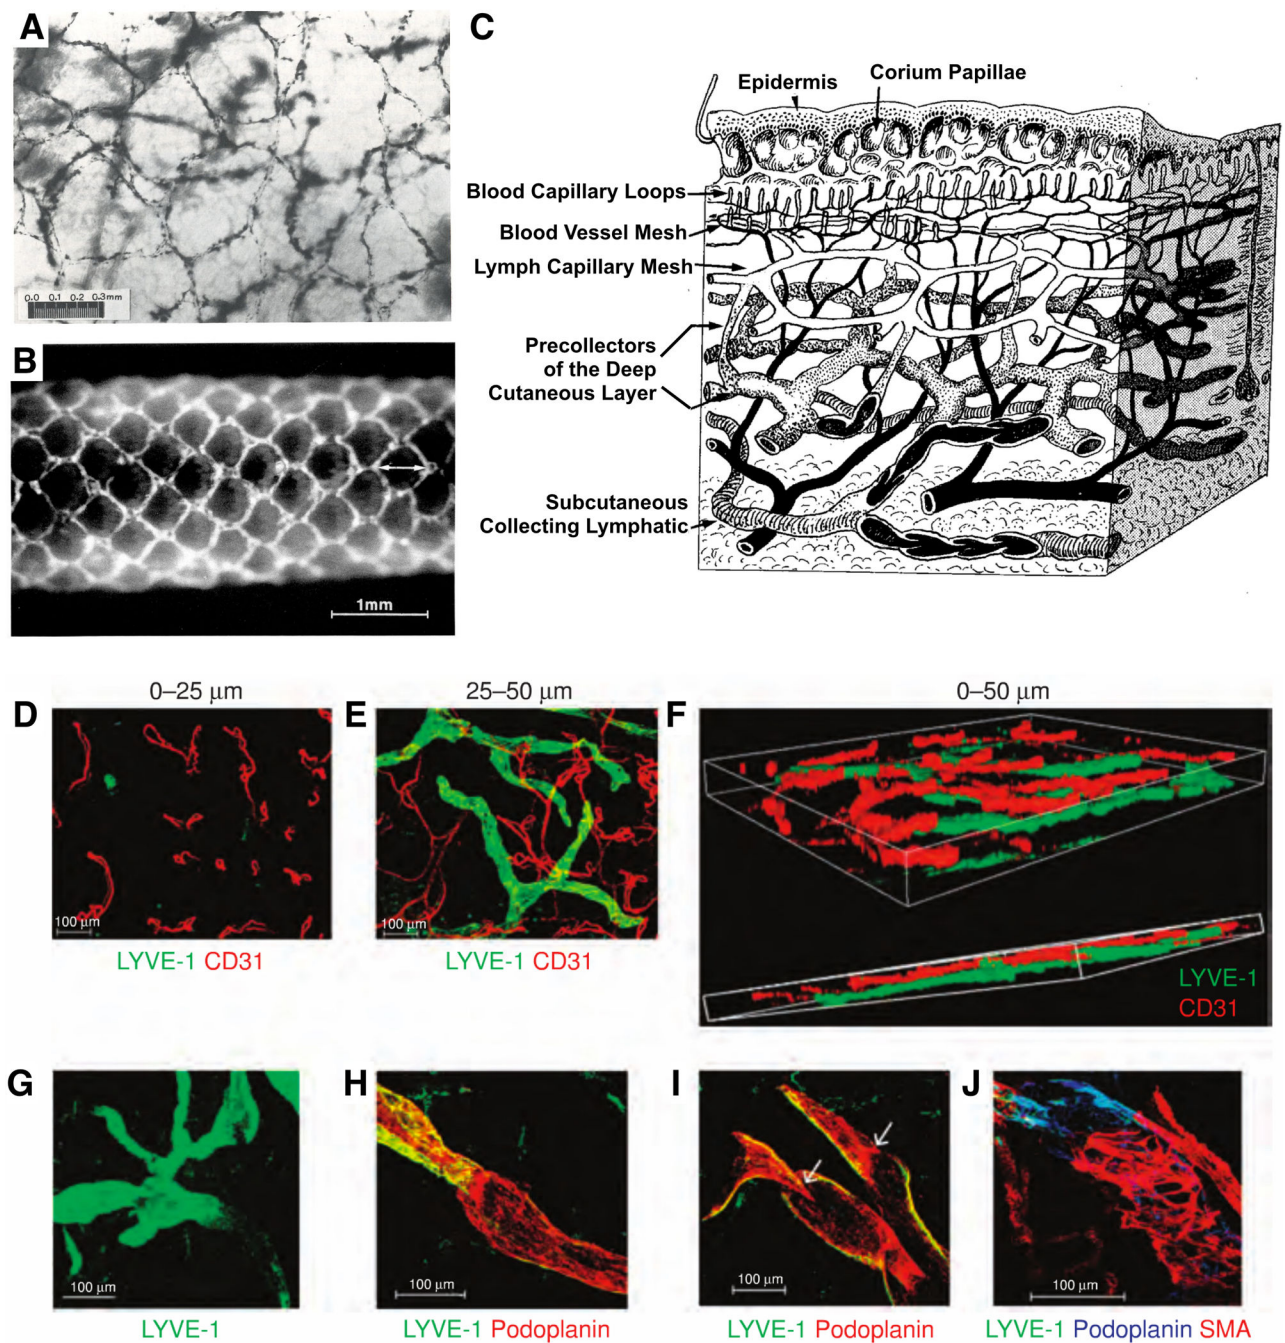 A
0.0 0.1 0.2 0.3mm
B
1mm
C
Epidermis
Corium Papillae
Blood Capillary Loops
Blood Vessel Mesh
Lymph Capillary Mesh
Precollectors
of the Deep
Cutaneous Layer
Subcutaneous
Collecting Lymphatic
0–25 µm
25–50 µm
0–50 µm
D
100 µm
LYVE-1 CD31
E
100 µm
LYVE-1 CD31
F
LYVE-1
CD31
G
100 µm
LYVE-1
H
100 µm
LYVE-1 Podoplanin
I
100 µm
LYVE-1 Podoplanin
J
100 µm
LYVE-1 Podoplanin SMA